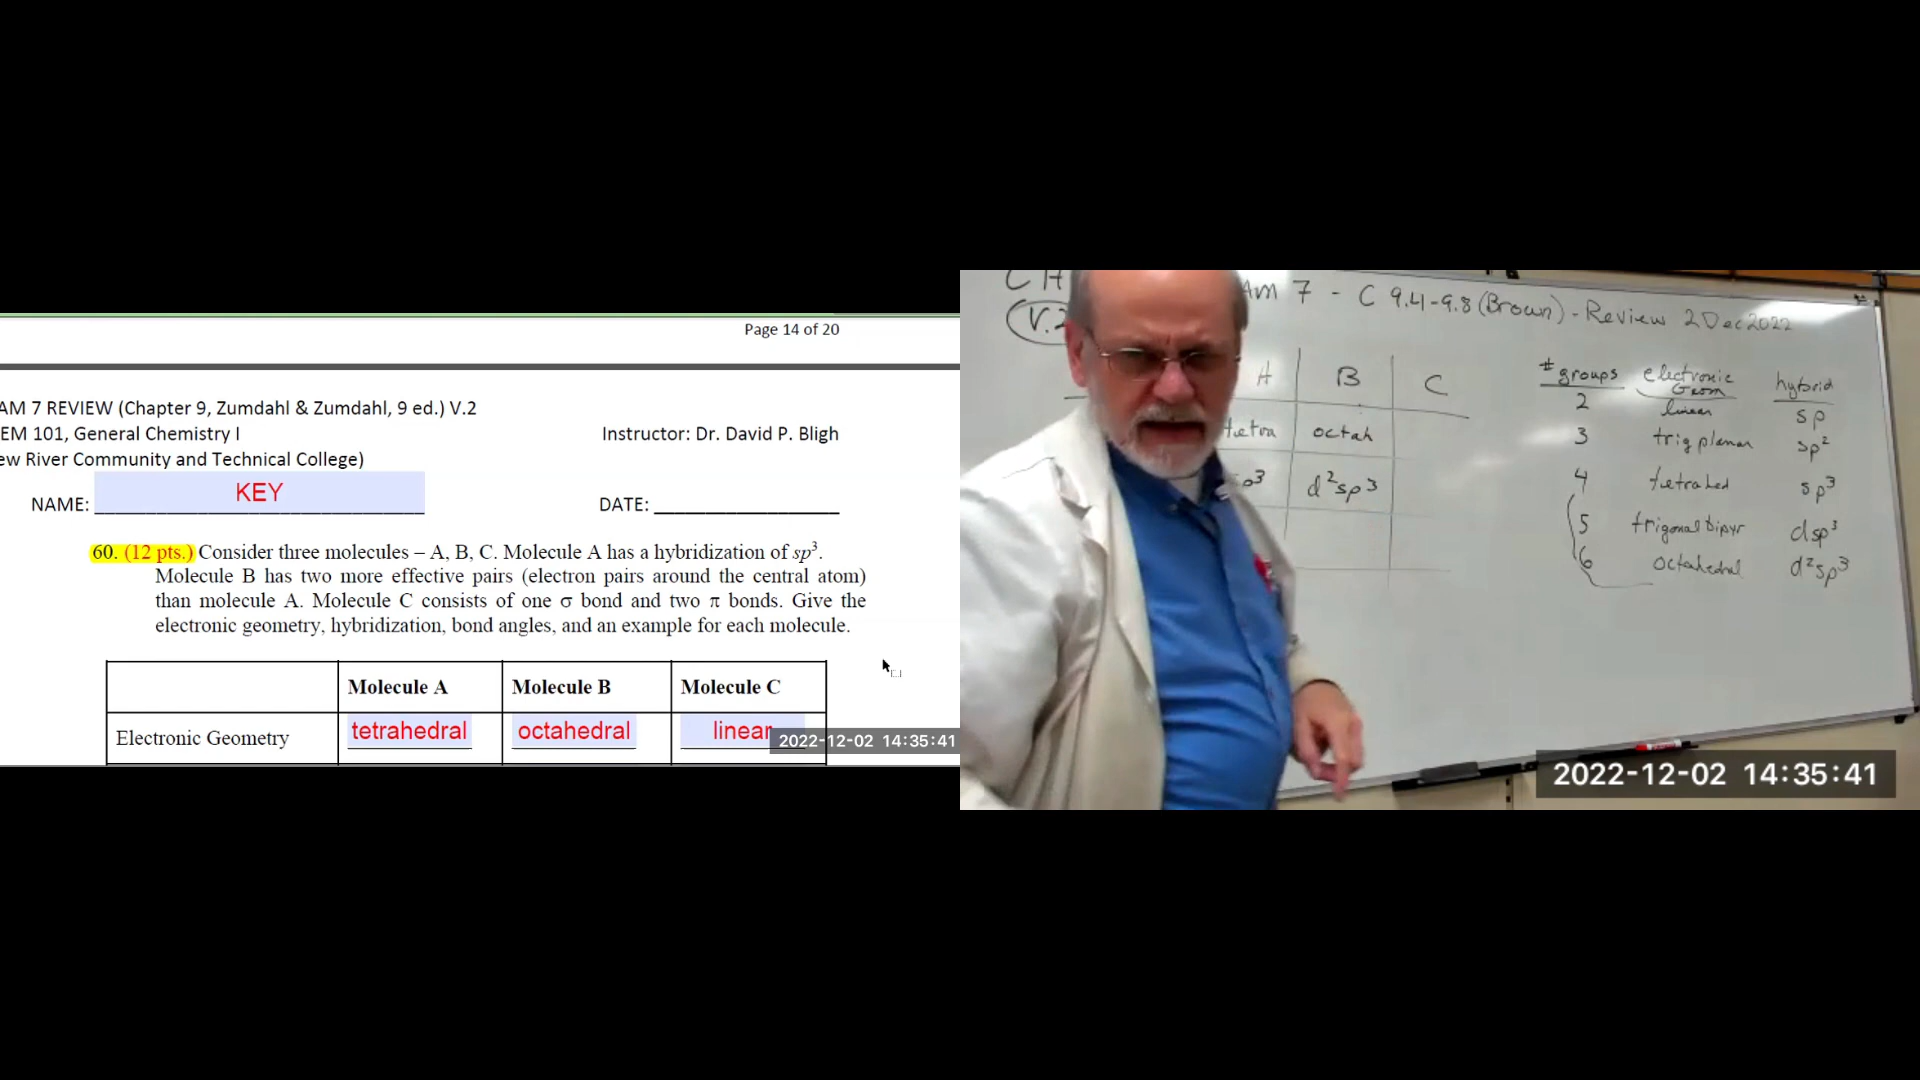 Page 14 of 20
AM 7 REVIEW (Chapter 9, Zumdahl & Zumdahl, 9 ed.) V.2
EM 101, General Chemistry I
Instructor: Dr. David P. Bligh
ew River Community and Technical College)
NAME: KEY
DATE:
60. (12 pts.) Consider three molecules – A, B, C. Molecule A has a hybridization of sp³.
Molecule B has two more effective pairs (electron pairs around the central atom)
than molecule A. Molecule C consists of one σ bond and two π bonds. Give the
electronic geometry, hybridization, bond angles, and an example for each molecule.
Molecule A Molecule B Molecule C
Electronic Geometry tetrahedral octahedral linear
2022-12-02 14:35:41
CH Am 7 - C 9.4-9.8 (Brown) - Review 2 Dec 2022
V.2
A B C
tetra octah
p³ d²sp³
# groups electronic Geom hybrid
2 linear sp
3 trig planar sp²
4 tetrahed sp³
5 trigonal bipyr dsp³
6 octahedral d²sp³
2022-12-02 14:35:41